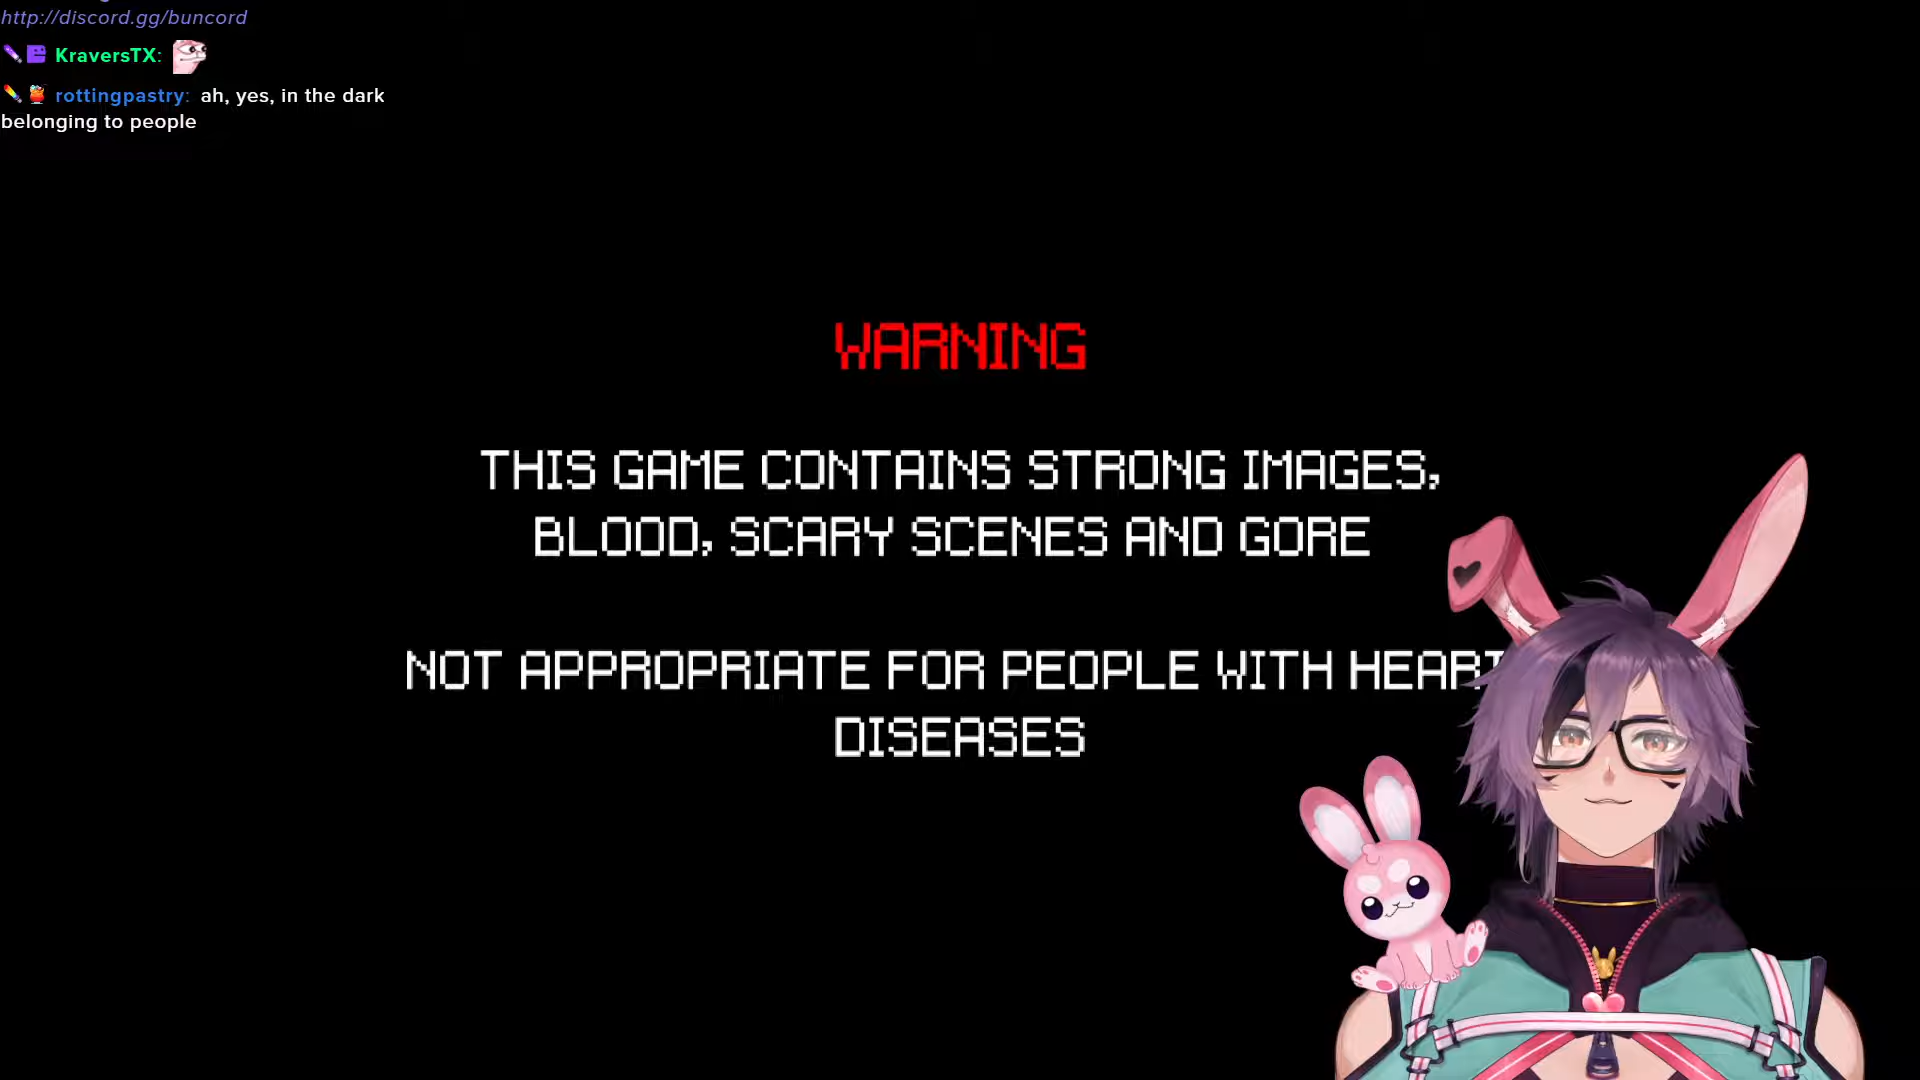 http://discord.gg/buncord
KraversTX:
rottingpastry: ah, yes, in the dark
belonging to people
WARNING
THIS GAME CONTAINS STRONG IMAGES,
BLOOD, SCARY SCENES AND GORE
NOT APPROPRIATE FOR PEOPLE WITH HEART
DISEASES